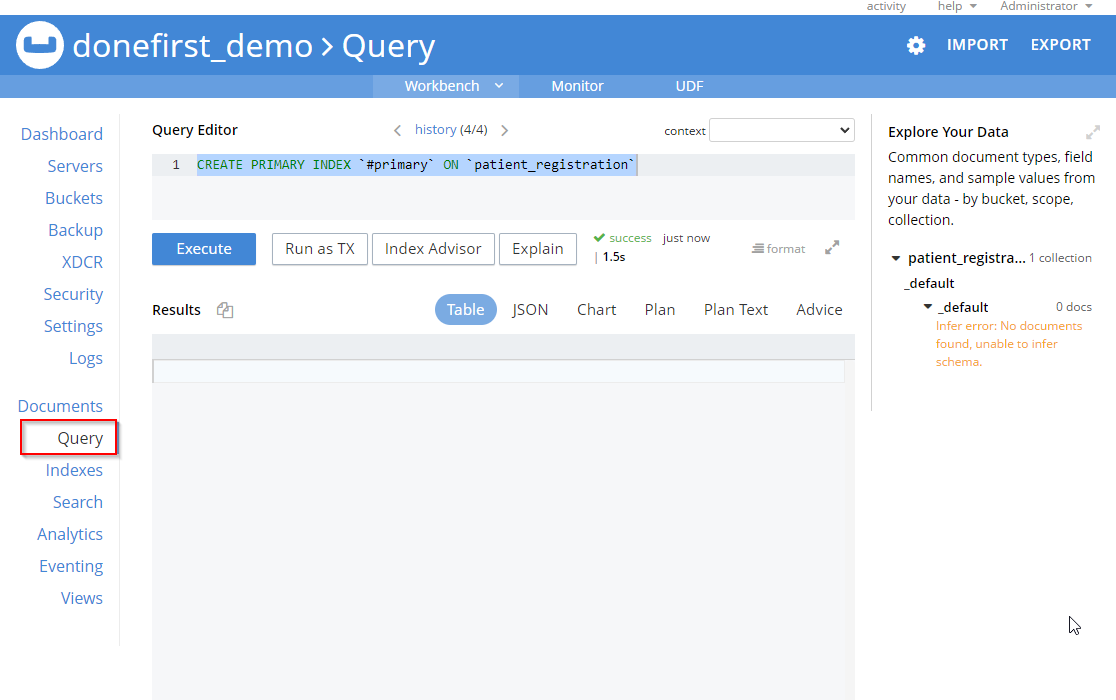 activity help Administrator
donefirst_demo > Query
IMPORT EXPORT
Workbench Monitor UDF
Dashboard
Servers
Buckets
Backup
XDCR
Security
Settings
Logs
Documents
Query
Indexes
Search
Analytics
Eventing
Views
Query Editor
history (4/4)
context
1 CREATE PRIMARY INDEX `#primary` ON `patient_registration`
Execute Run as TX Index Advisor Explain
success just now
| 1.5s
format
Results
Table JSON Chart Plan Plan Text Advice
Explore Your Data
Common document types, field
names, and sample values from
your data - by bucket, scope,
collection.
patient_registra... 1 collection
_default
_default 0 docs
Infer error: No documents
found, unable to infer
schema.